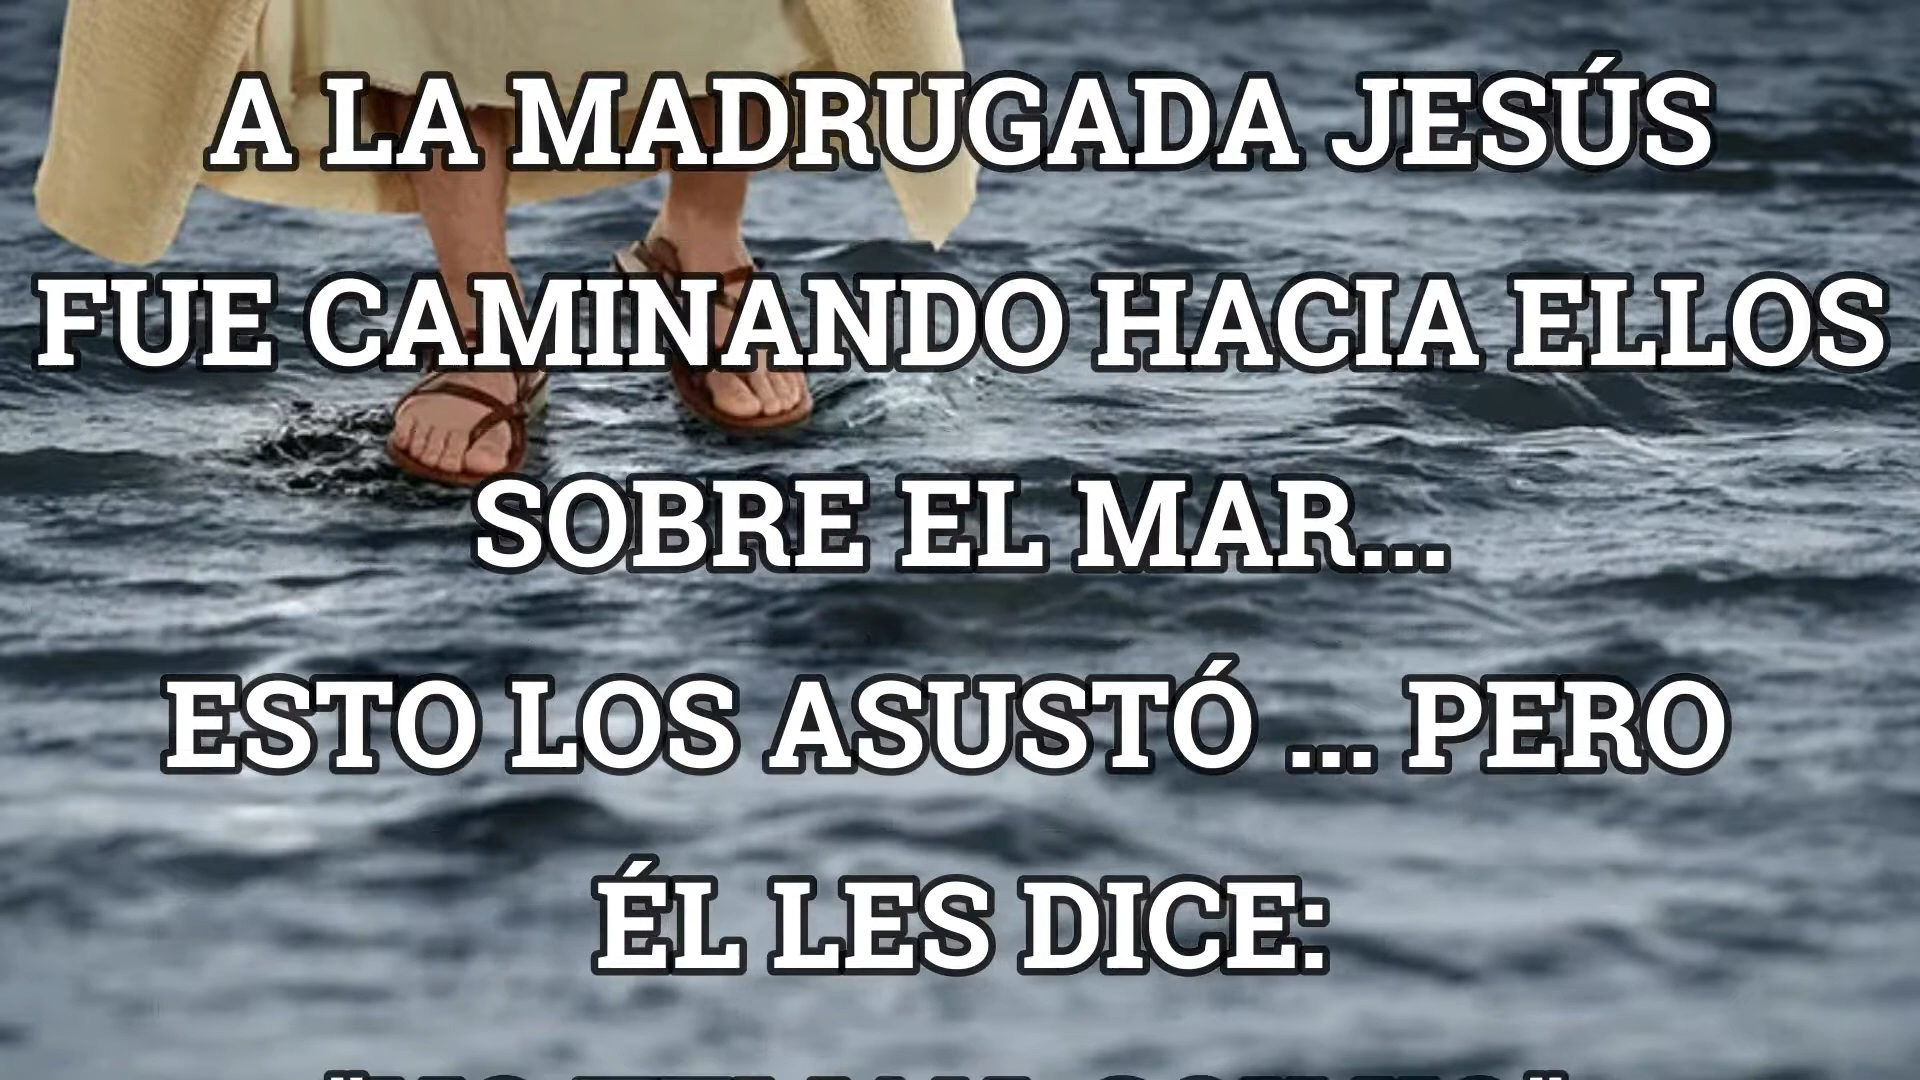 A LA MADRUGADA JESÚS
FUE CAMINANDO HACIA ELLOS
SOBRE EL MAR...
ESTO LOS ASUSTÓ ... PERO
ÉL LES DICE: